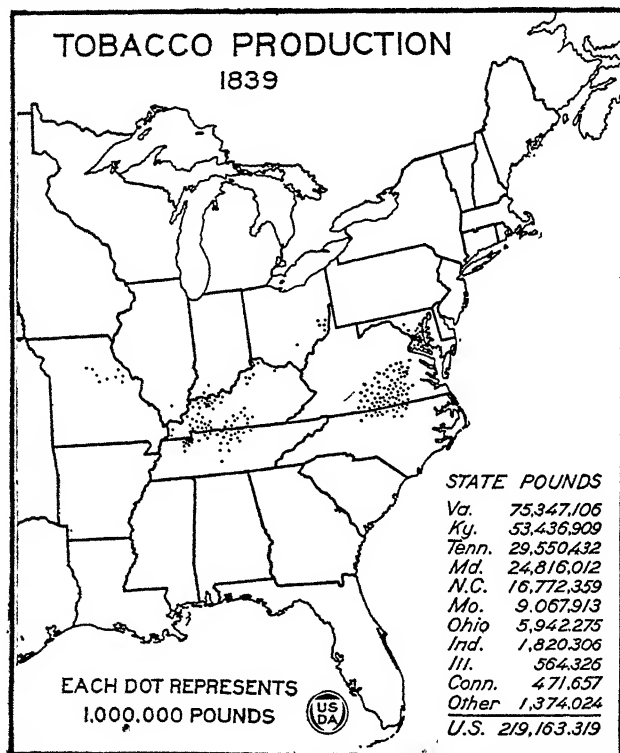 TOBACCO PRODUCTION
1839
STATE POUNDS
Va. 75,347,106
Ky. 53,436,909
Tenn. 29,550,432
Md. 24,816,012
N.C. 16,772,359
Mo. 9,067,913
Ohio 5,942,275
Ind. 1,820,306
Ill. 564,326
Conn. 471,657
Other 1,374,024
U.S. 219,163,319
EACH DOT REPRESENTS
1,000,000 POUNDS
US
DA